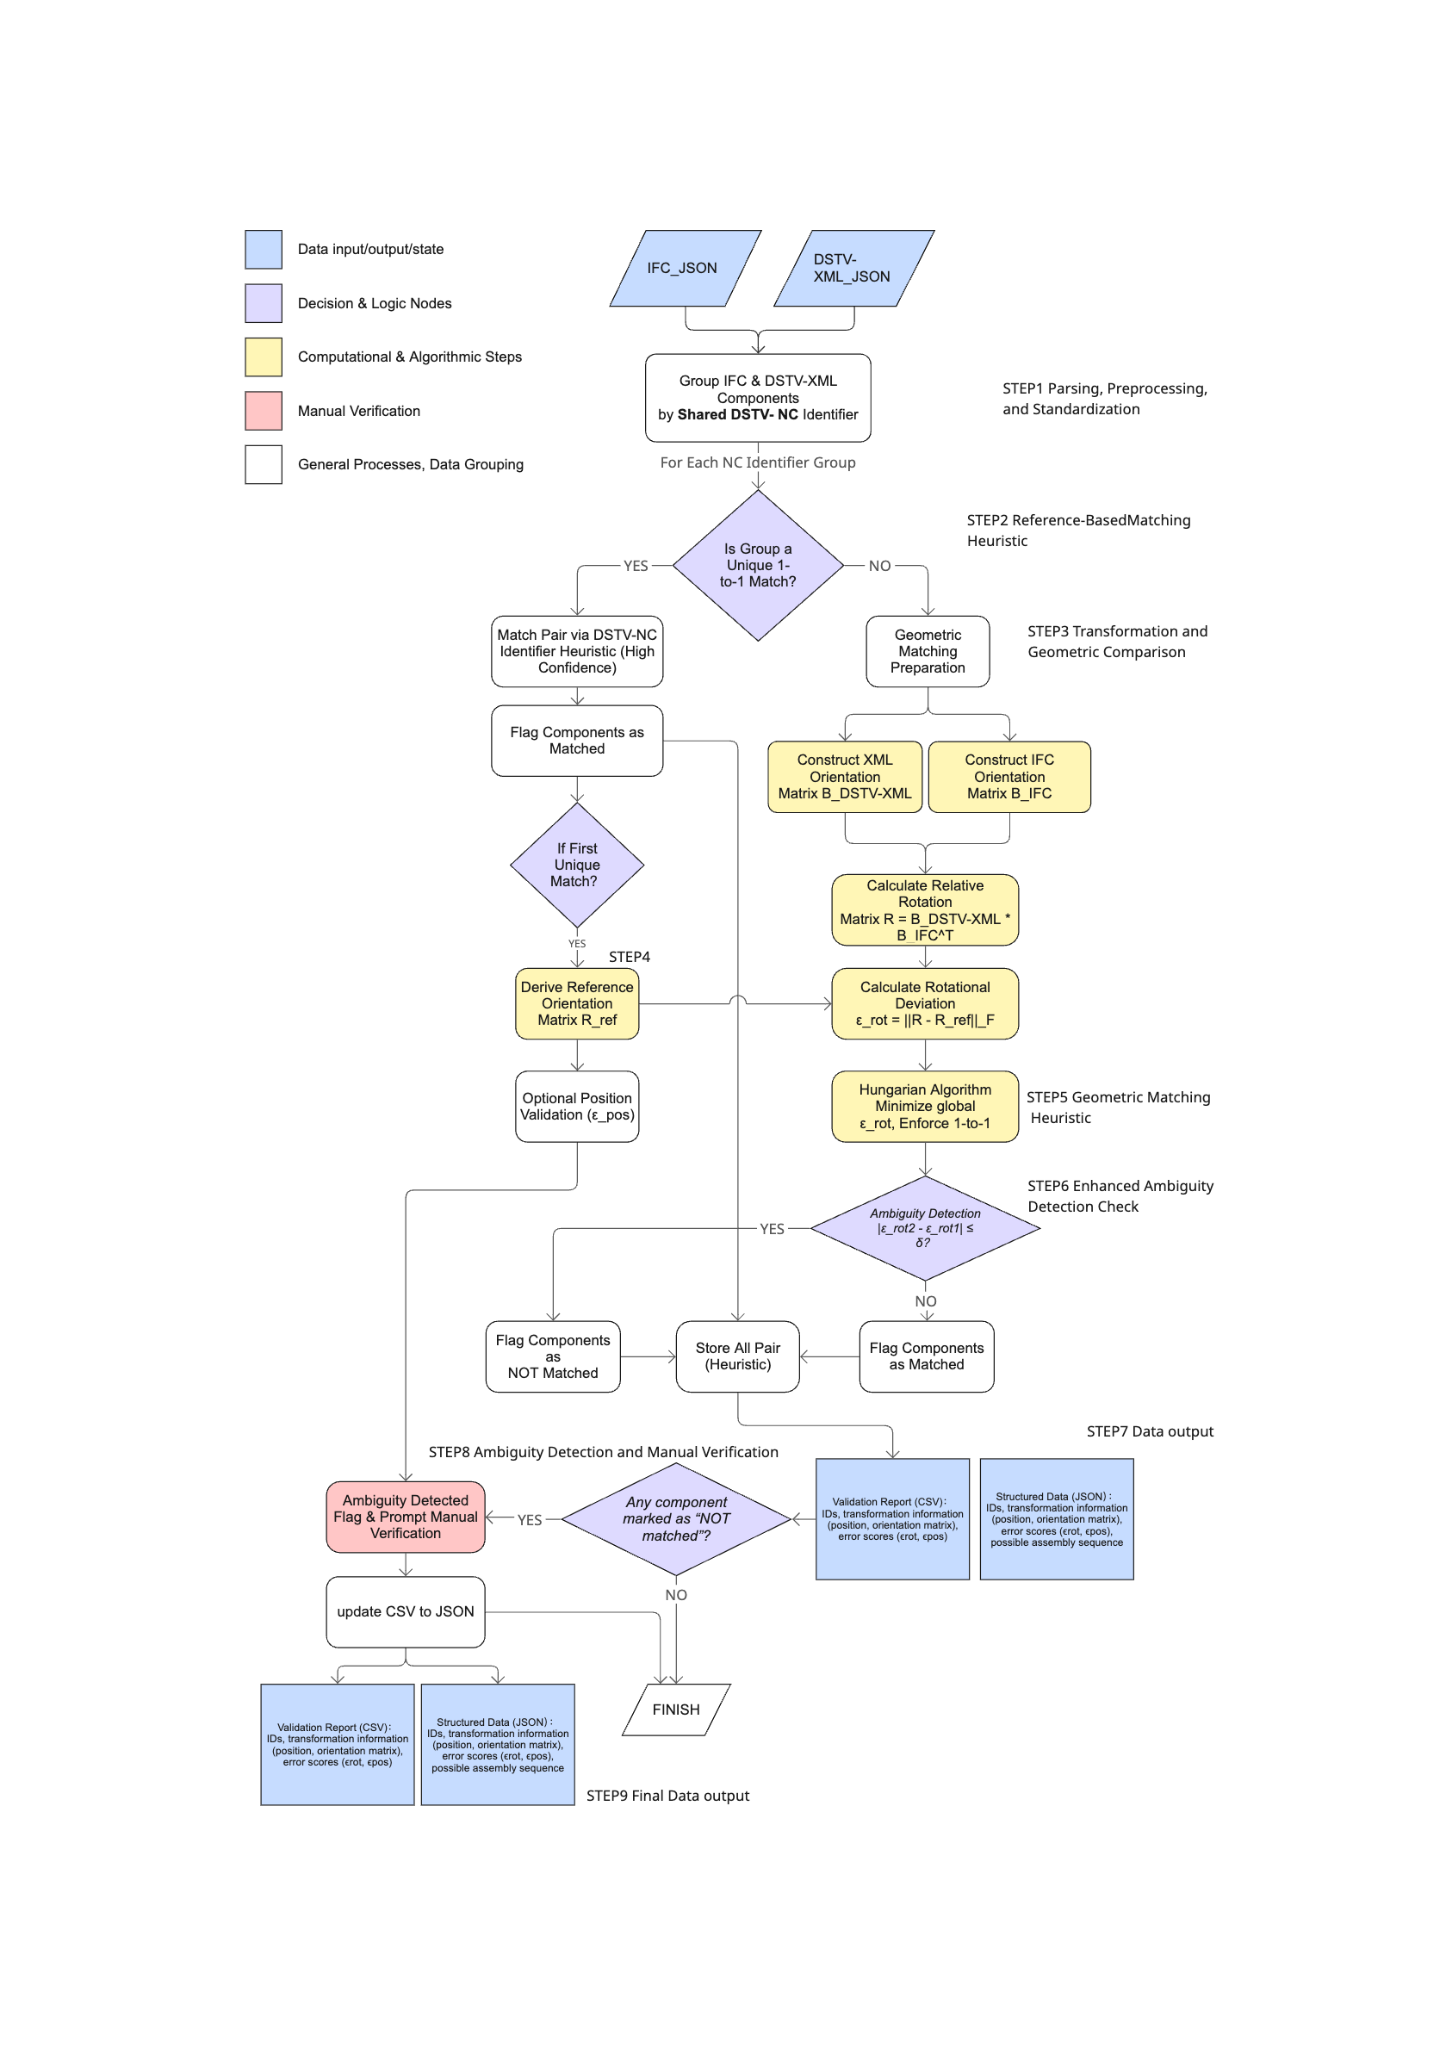 Data input/output/state
Decision & Logic Nodes
Computational & Algorithmic Steps
Manual Verification
General Processes, Data Grouping
IFC_JSON
DSTV-
XML_JSON
Group IFC & DSTV-XML
Components
by Shared DSTV- NC Identifier
STEP1 Parsing, Preprocessing,
and Standardization
For Each NC Identifier Group
STEP2 Reference-BasedMatching
Heuristic
Is Group a
Unique 1-
to-1 Match?
YES
NO
Match Pair via DSTV-NC
Identifier Heuristic (High
Confidence)
Geometric
Matching
Preparation
STEP3 Transformation and
Geometric Comparison
Flag Components as
Matched
Construct XML
Orientation
Matrix B_DSTV-XML
Construct IFC
Orientation
Matrix B_IFC
If First
Unique
Match?
Calculate Relative
Rotation
Matrix R = B_DSTV-XML *
B_IFC^T
YES
STEP4
Derive Reference
Orientation
Matrix R_ref
Calculate Rotational
Deviation
ε_rot = ||R - R_ref||_F
Optional Position
Validation (ε_pos)
Hungarian Algorithm
Minimize global
ε_rot, Enforce 1-to-1
STEP5 Geometric Matching
Heuristic
STEP6 Enhanced Ambiguity
Detection Check
Ambiguity Detection
|ε_rot2 - ε_rot1| ≤
δ?
YES
NO
Flag Components
as
NOT Matched
Store All Pair
(Heuristic)
Flag Components
as Matched
STEP7 Data output
STEP8 Ambiguity Detection and Manual Verification
Ambiguity Detected
Flag & Prompt Manual
Verification
YES
Any component
marked as “NOT
matched”?
Validation Report (CSV):
IDs, transformation information
(position, orientation matrix),
error scores (εrot, εpos)
Structured Data (JSON) :
IDs, transformation information
(position, orientation matrix),
error scores (εrot, εpos),
possible assembly sequence
NO
update CSV to JSON
FINISH
Validation Report (CSV):
IDs, transformation information
(position, orientation matrix),
error scores (εrot, εpos)
Structured Data (JSON) :
IDs, transformation information
(position, orientation matrix),
error scores (εrot, εpos),
possible assembly sequence
STEP9 Final Data output